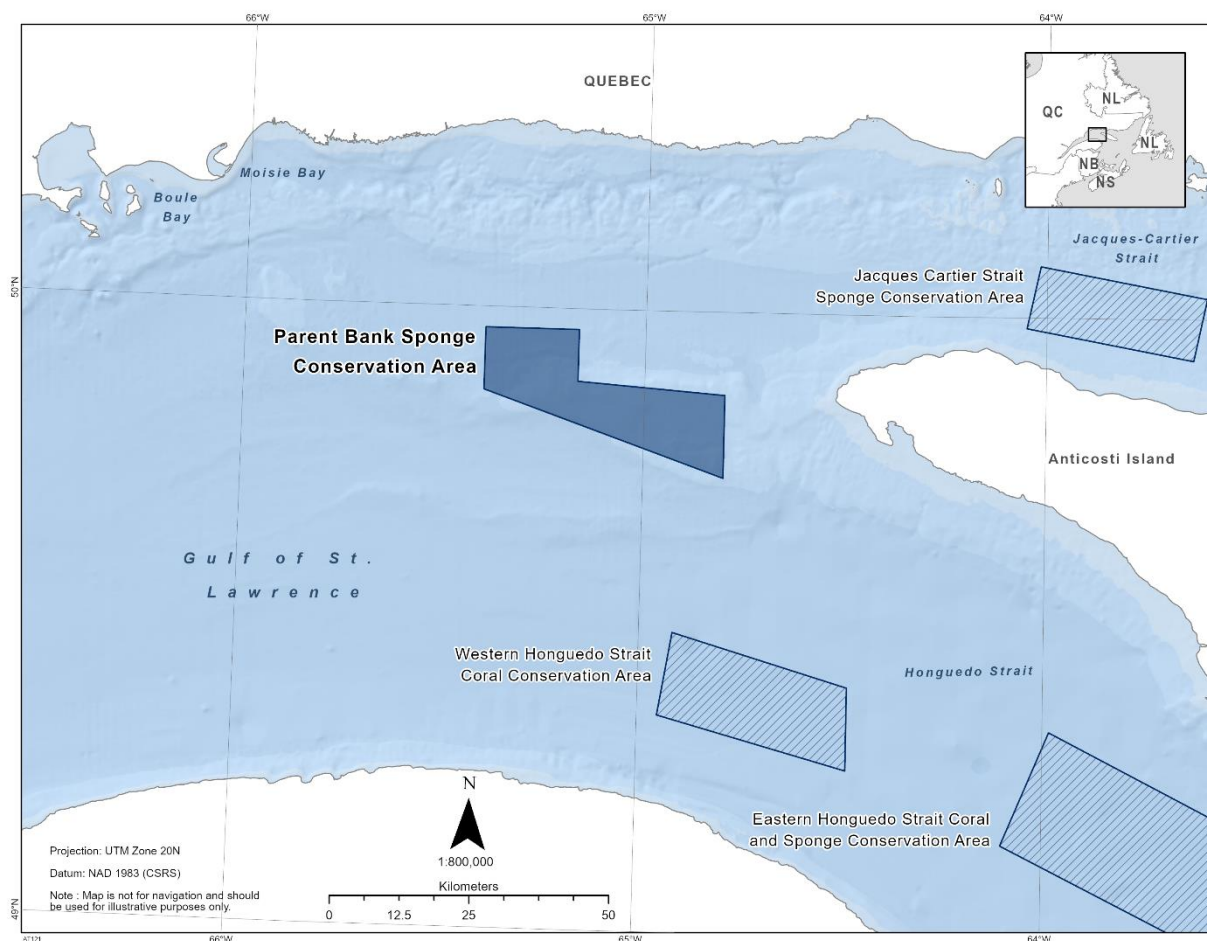 66°W
65°W
64°W
QUEBEC
QC
NL
NL
NB
NS
Moisie Bay
Boule
Bay
Jacques-Cartier
Strait
Jacques Cartier Strait
Sponge Conservation Area
50°N
Parent Bank Sponge
Conservation Area
Anticosti Island
Gulf of St.
Lawrence
Western Honguedo Strait
Coral Conservation Area
Honguedo Strait
Eastern Honguedo Strait Coral
and Sponge Conservation Area
N
1:800,000
Kilometers
0 12.5 25 50
Projection: UTM Zone 20N
Datum: NAD 1983 (CSRS)
Note : Map is not for navigation and should
be used for illustrative purposes only.
49°N
AT121
66°W
65°W
64°W